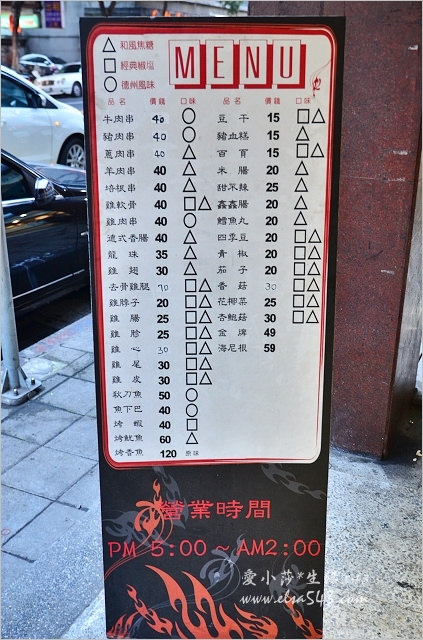 MENU
△ 和風焦糖
□ 經典椒塩
○ 德州風味
品名 價錢 口味
牛肉串 40 ○
豬肉串 40 ○
蔥肉串 40 △
羊肉串 40 △
培根串 40 △
雞軟骨 40 □△
雞肉串 40 ○
德式香腸 40 △
龍珠 35 △
雞翅 30 △
去骨雞腿 70 □△
雞脖子 20 □△
雞腸 25 □△
雞胗 25 □△
雞心 30 □△
雞尾 30 □△
雞皮 30 □△
秋刀魚 50 ○
魚下巴 40 ○
烤蝦 40 □
烤魷魚 60 △
烤香魚 120 原味
品名 價錢 口味
豆干 15 □△
豬血糕 15 △
百頁 15 □△
米腸 20 △
甜不辣 25 △
鑫鑫腸 20 △
鱈魚丸 20 △
四季豆 20 □△
青椒 20 □△
茄子 20 □△
香菇 30 □△
花椰菜 25 □△
杏鮑菇 30 □△
金牌 49
海尼根 59
營業時間
PM 5:00～AM2:00
愛小莎*生
www.elsa543.com